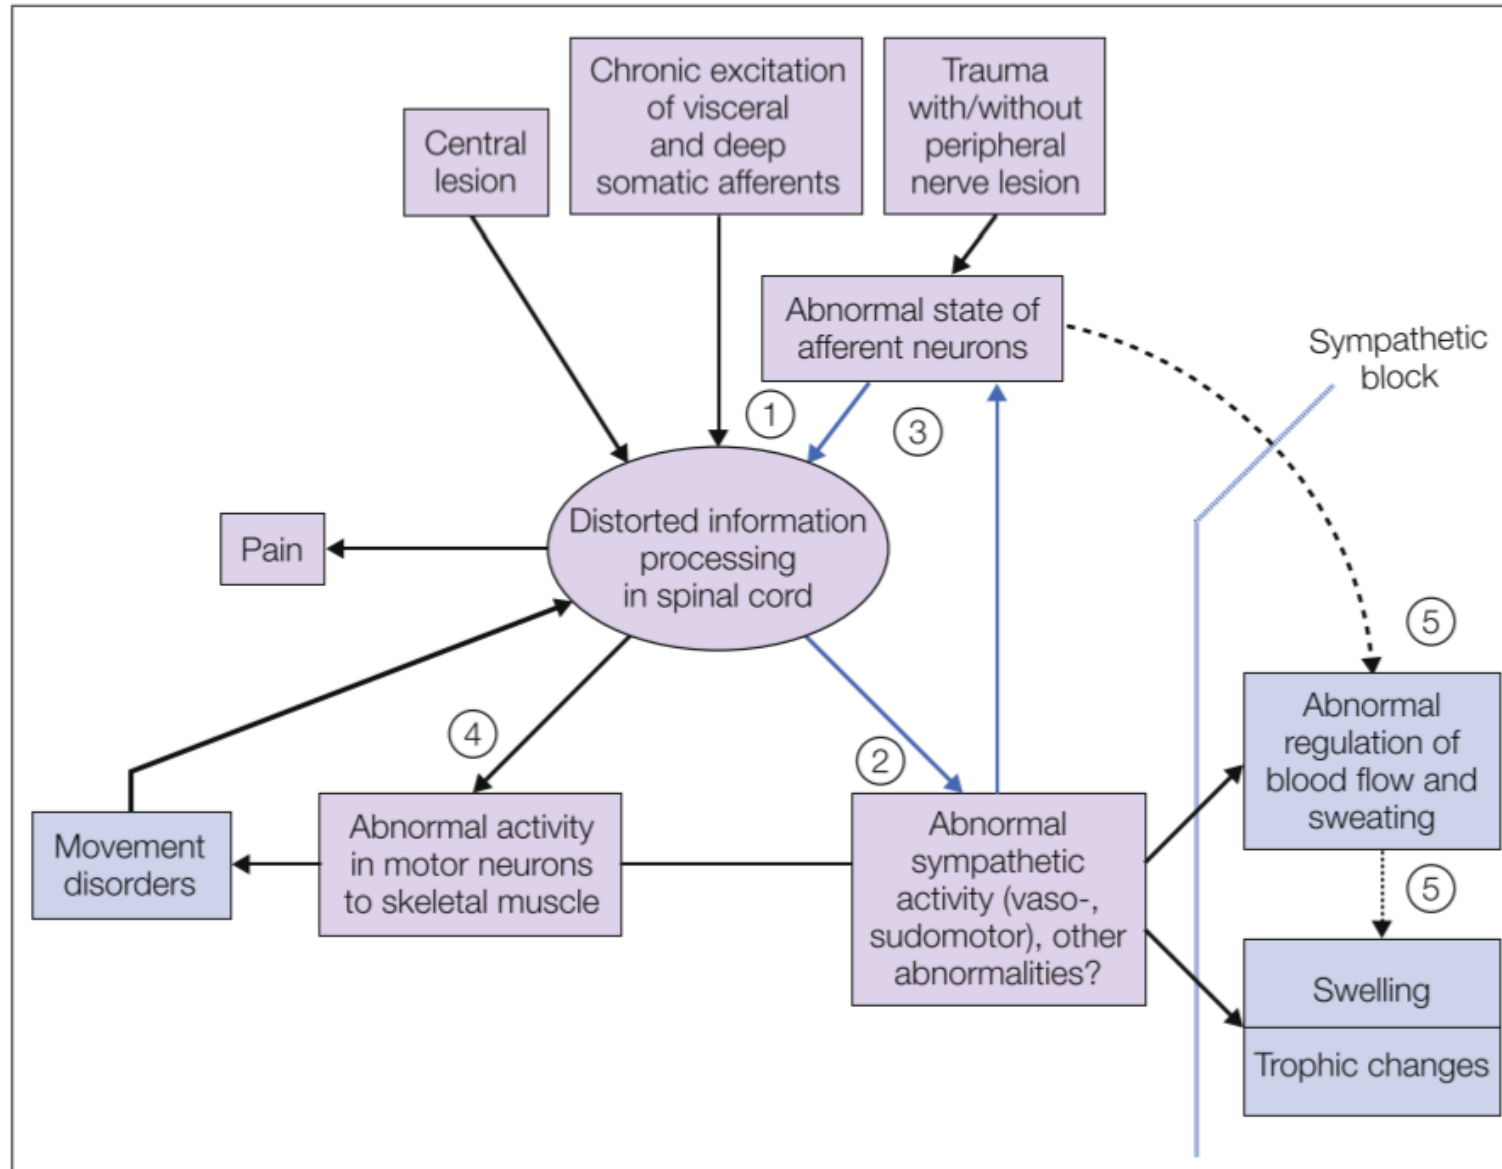 Central
lesion
Chronic excitation
of visceral
and deep
somatic afferents
Trauma
with/without
peripheral
nerve lesion
Abnormal state of
afferent neurons
Sympathetic
block
1
3
Pain
Distorted information
processing
in spinal cord
5
4
2
Abnormal
regulation of
blood flow and
sweating
Movement
disorders
Abnormal activity
in motor neurons
to skeletal muscle
Abnormal
sympathetic
activity (vaso-,
sudomotor), other
abnormalities?
5
Swelling
Trophic changes